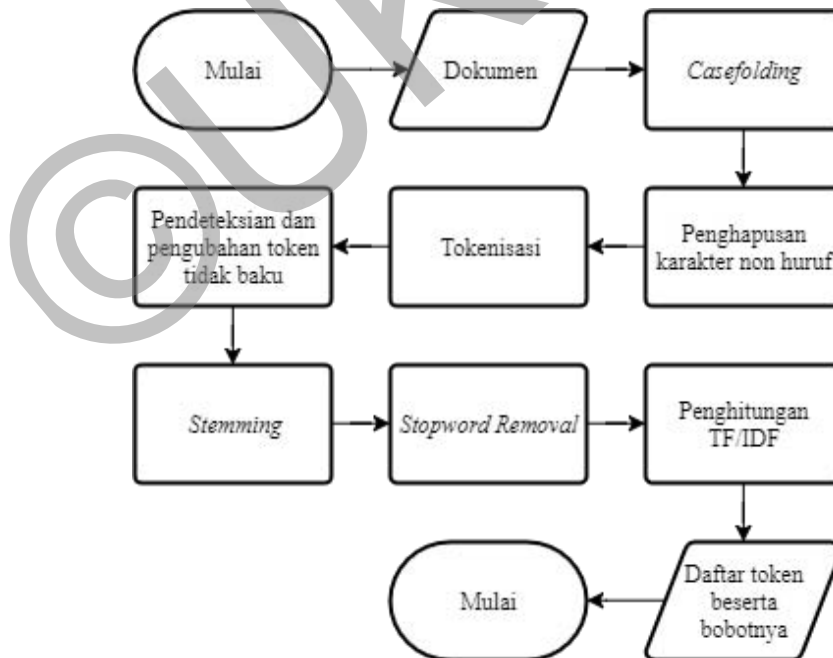 Mulai
Dokumen
Casefolding
Penghapusan
karakter non huruf
Tokenisasi
Pendeteksian dan
pengubahan token
tidak baku
Stemming
Stopword Removal
Penghitungan
TF/IDF
Daftar token
beserta
bobotnya
Mulai
©UK